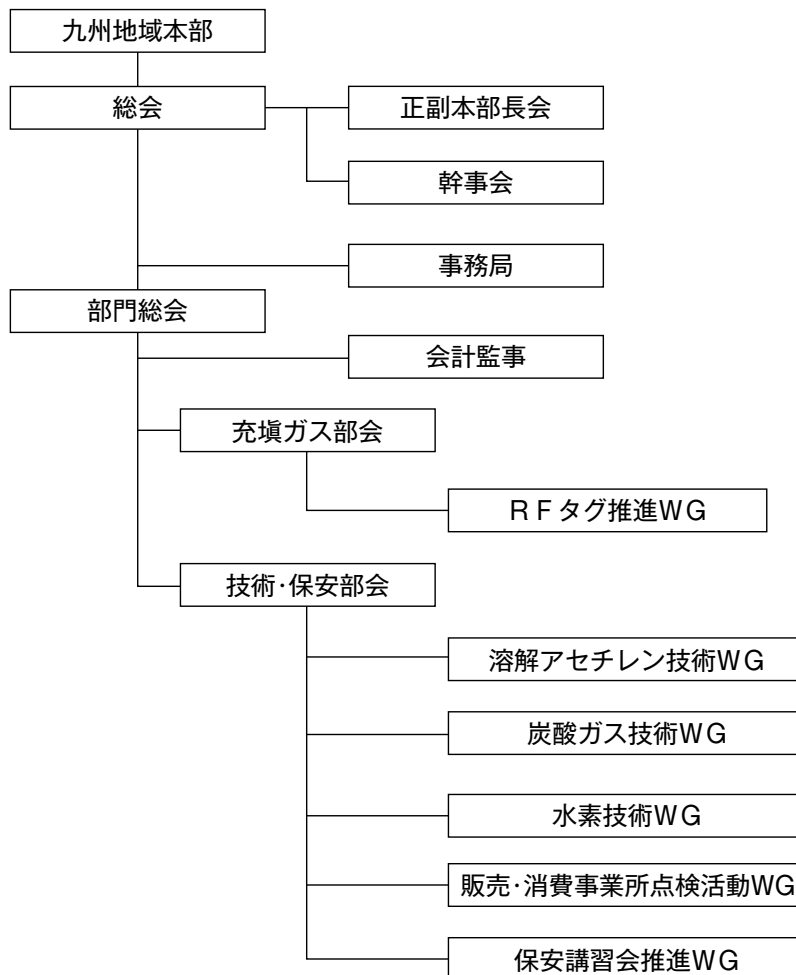 九州地域本部
総会
正副本部長会
幹事会
事務局
部門総会
会計監事
充塡ガス部会
ＲＦタグ推進ＷＧ
技術･保安部会
溶解アセチレン技術ＷＧ
炭酸ガス技術ＷＧ
水素技術ＷＧ
販売･消費事業所点検活動ＷＧ
保安講習会推進ＷＧ